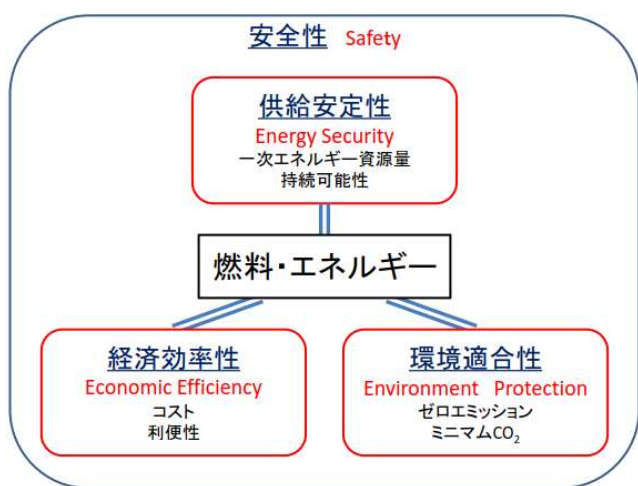 安全性 Safety
供給安定性
Energy Security
一次エネルギー資源量
持続可能性
燃料・エネルギー
経済効率性
Economic Efficiency
コスト
利便性
環境適合性
Environment Protection
ゼロエミッション
ミニマムCO₂